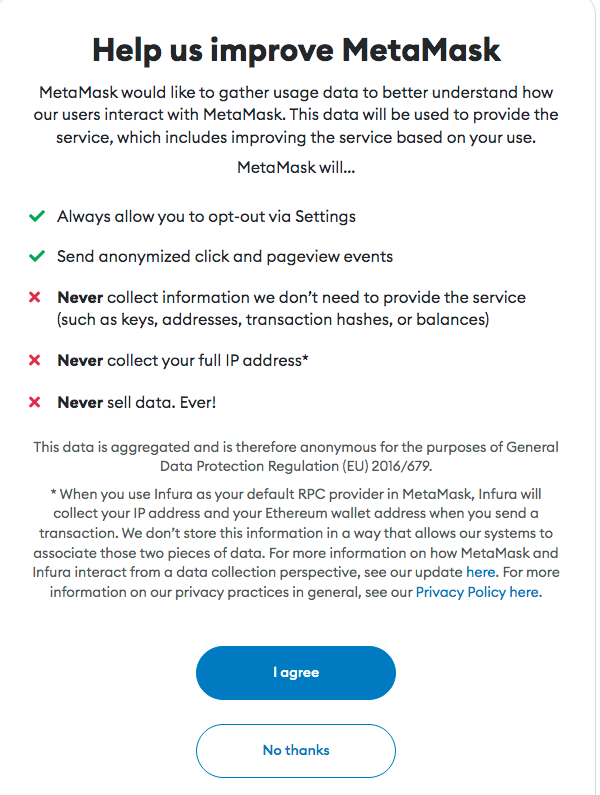 Help us improve MetaMask
MetaMask would like to gather usage data to better understand how
our users interact with MetaMask. This data will be used to provide the
service, which includes improving the service based on your use.
MetaMask will...
Always allow you to opt-out via Settings
Send anonymized click and pageview events
Never collect information we don’t need to provide the service
(such as keys, addresses, transaction hashes, or balances)
Never collect your full IP address*
Never sell data. Ever!
This data is aggregated and is therefore anonymous for the purposes of General
Data Protection Regulation (EU) 2016/679.
* When you use Infura as your default RPC provider in MetaMask, Infura will
collect your IP address and your Ethereum wallet address when you send a
transaction. We don’t store this information in a way that allows our systems to
associate those two pieces of data. For more information on how MetaMask and
Infura interact from a data collection perspective, see our update here. For more
information on our privacy practices in general, see our Privacy Policy here.
I agree
No thanks